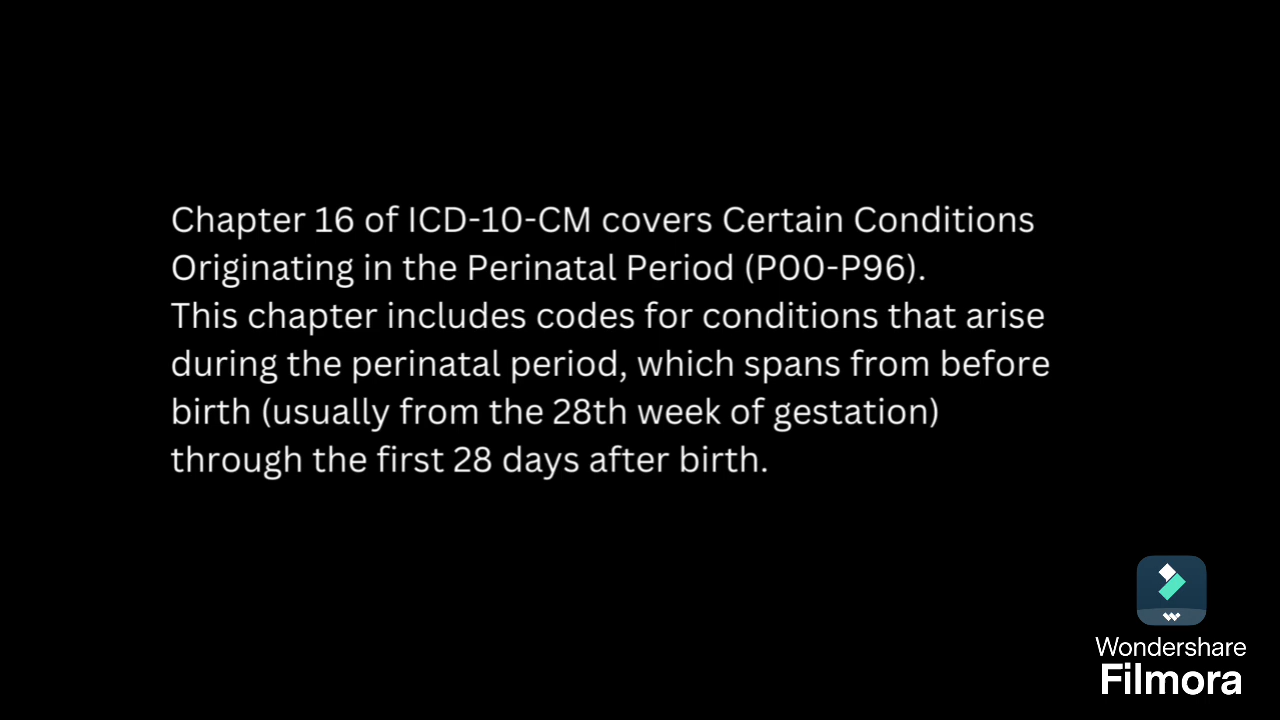 Chapter 16 of ICD-10-CM covers Certain Conditions
Originating in the Perinatal Period (P00-P96).
This chapter includes codes for conditions that arise
during the perinatal period, which spans from before
birth (usually from the 28th week of gestation)
through the first 28 days after birth.
Wondershare
Filmora